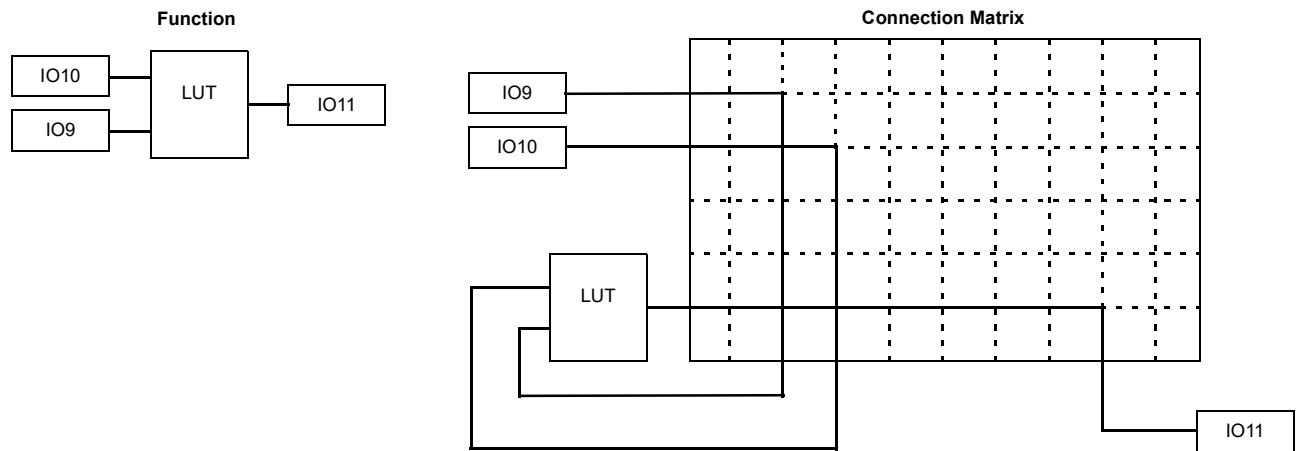 Function
IO10
IO9
LUT
IO11
Connection Matrix
IO9
IO10
LUT
IO11